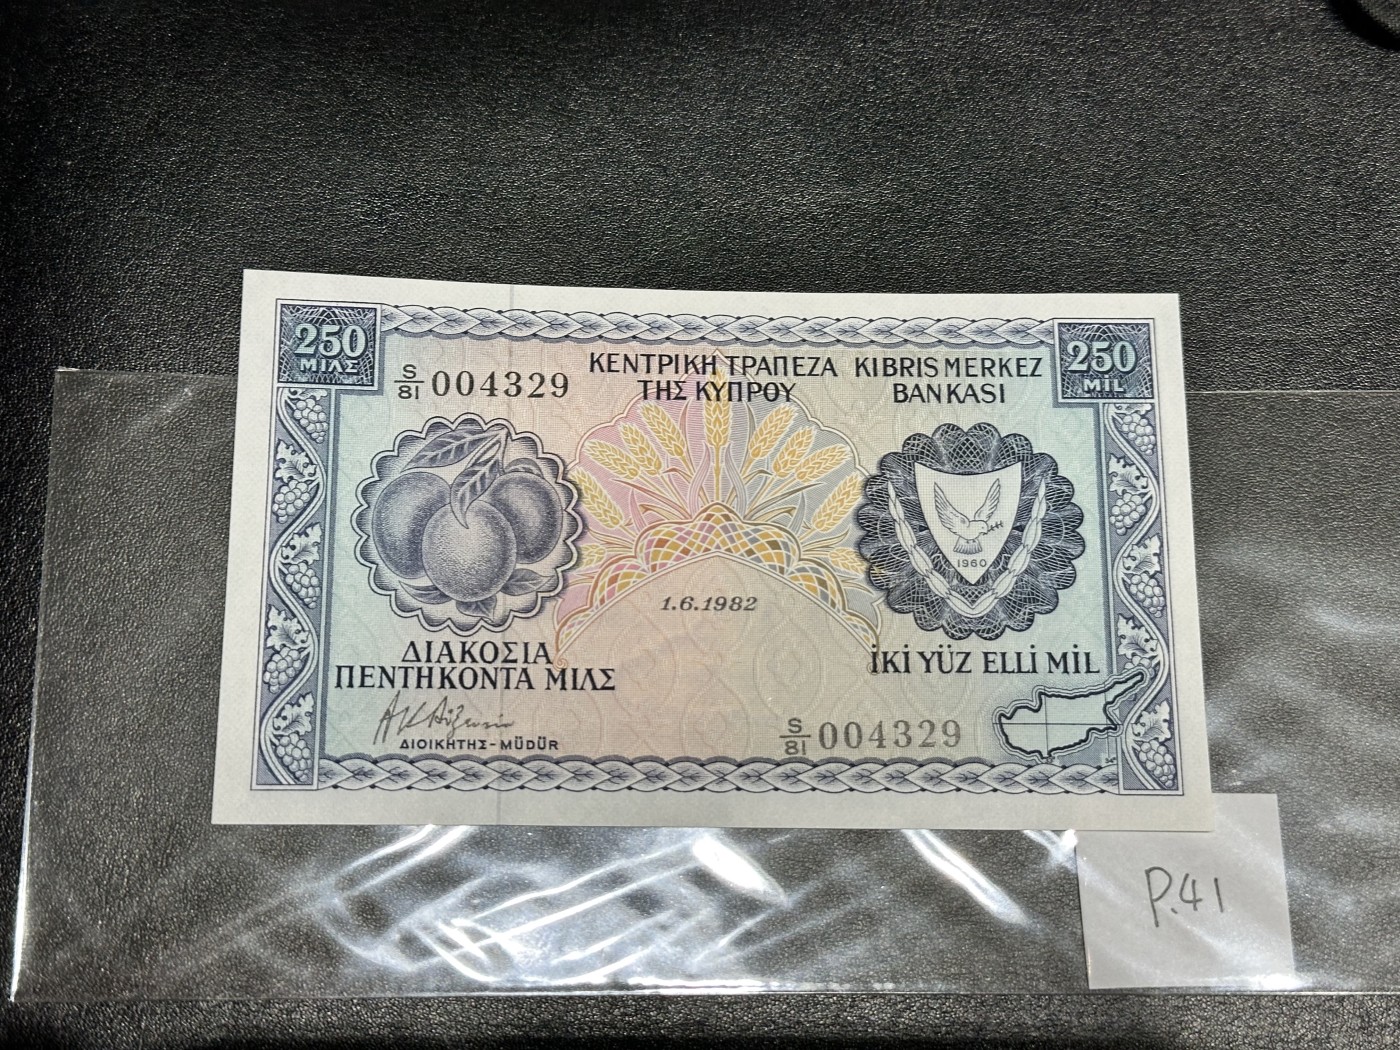 250
ΜΙΛΣ
S/81 004329
ΚΕΝΤΡΙΚΗ ΤΡΑΠΕΖΑ
ΤΗΣ ΚΥΠΡΟΥ
KIBRIS MERKEZ
BANKASI
250
MİL
1960
1.6.1982
ΔΙΑΚΟΣΙΑ
ΠΕΝΤΗΚΟΝΤΑ ΜΙΛΣ
İKİ YÜZ ELLİ MİL
ΔΙΟΙΚΗΤΗΣ - MÜDÜR
S/81 004329
P.41